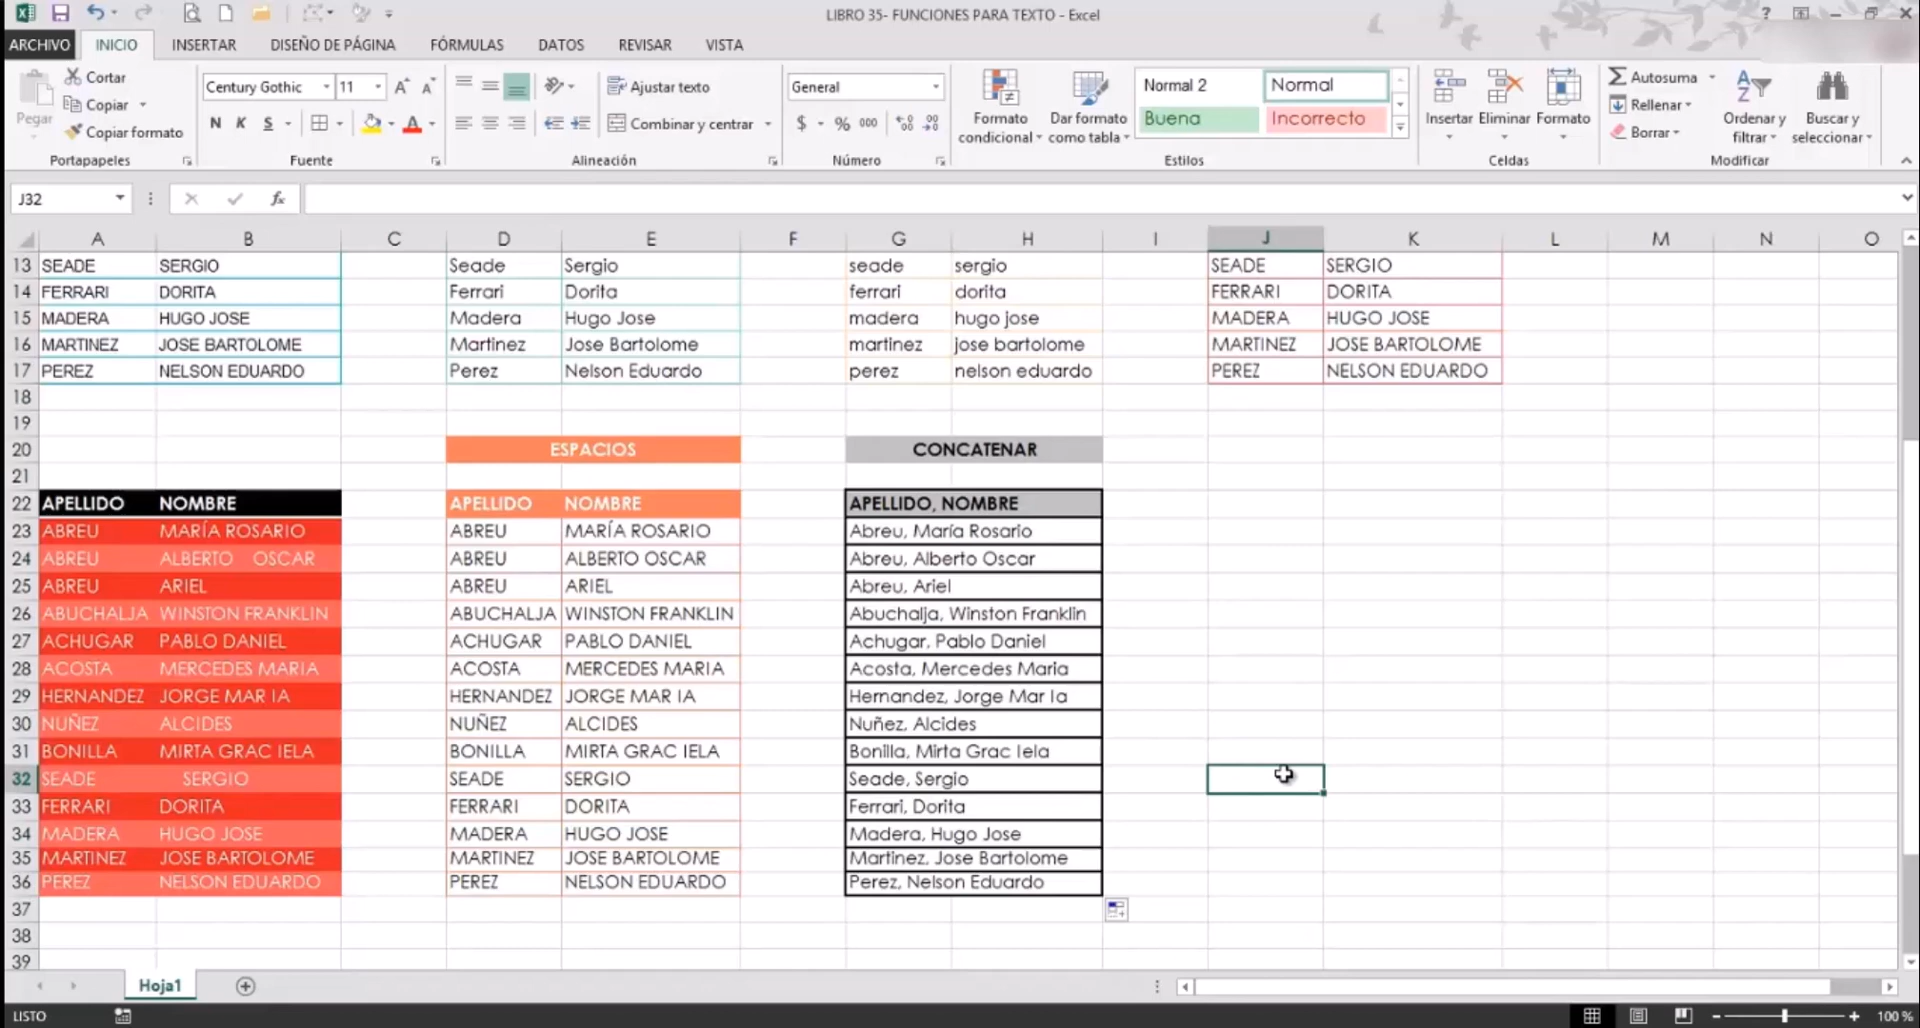 LIBRO 35- FUNCIONES PARA TEXTO - Excel
?
ARCHIVO INICIO INSERTAR DISEÑO DE PÁGINA FÓRMULAS DATOS REVISAR VISTA
Pegar
Cortar
Copiar
Copiar formato
Portapapeles
Century Gothic 11 A A
N K S A
Fuente
Ajustar texto
Combinar y centrar
Alineación
General
$ % 000
Número
Formato condicional
Dar formato como tabla
Normal 2 Normal
Buena Incorrecto
Estilos
Insertar Eliminar Formato
Celdas
Autosuma
Rellenar
Borrar
Ordenar y filtrar
Buscar y seleccionar
Modificar
J32 fx
A B C D E F G H I J K L M N O
13 SEADE SERGIO Seade Sergio seade sergio SEADE SERGIO
14 FERRARI DORITA Ferrari Dorita ferrari dorita FERRARI DORITA
15 MADERA HUGO JOSE Madera Hugo Jose madera hugo jose MADERA HUGO JOSE
16 MARTINEZ JOSE BARTOLOME Martinez Jose Bartolome martinez jose bartolome MARTINEZ JOSE BARTOLOME
17 PEREZ NELSON EDUARDO Perez Nelson Eduardo perez nelson eduardo PEREZ NELSON EDUARDO
18
19
20 ESPACIOS CONCATENAR
21
22 APELLIDO NOMBRE APELLIDO NOMBRE APELLIDO, NOMBRE
23 ABREU MARÍA ROSARIO ABREU MARÍA ROSARIO Abreu, María Rosario
24 ABREU ALBERTO    OSCAR ABREU ALBERTO OSCAR Abreu, Alberto Oscar
25 ABREU ARIEL ABREU ARIEL Abreu, Ariel
26 ABUCHALJA WINSTON FRANKLIN ABUCHALJA WINSTON FRANKLIN Abuchalja, Winston Franklin
27 ACHUGAR PABLO DANIEL ACHUGAR PABLO DANIEL Achugar, Pablo Daniel
28 ACOSTA MERCEDES MARIA ACOSTA MERCEDES MARIA Acosta, Mercedes Maria
29 HERNANDEZ JORGE MAR IA HERNANDEZ JORGE MAR IA Hernandez, Jorge Mar Ia
30 NUÑEZ ALCIDES NUÑEZ ALCIDES Nuñez, Alcides
31 BONILLA MIRTA GRAC IELA BONILLA MIRTA GRAC IELA Bonilla, Mirta Grac Iela
32 SEADE    SERGIO SEADE SERGIO Seade, Sergio
33 FERRARI DORITA FERRARI DORITA Ferrari, Dorita
34 MADERA HUGO JOSE MADERA HUGO JOSE Madera, Hugo Jose
35 MARTINEZ JOSE BARTOLOME MARTINEZ JOSE BARTOLOME Martinez, Jose Bartolome
36 PEREZ NELSON EDUARDO PEREZ NELSON EDUARDO Perez, Nelson Eduardo
37
38
39
Hoja1
LISTO 100 %